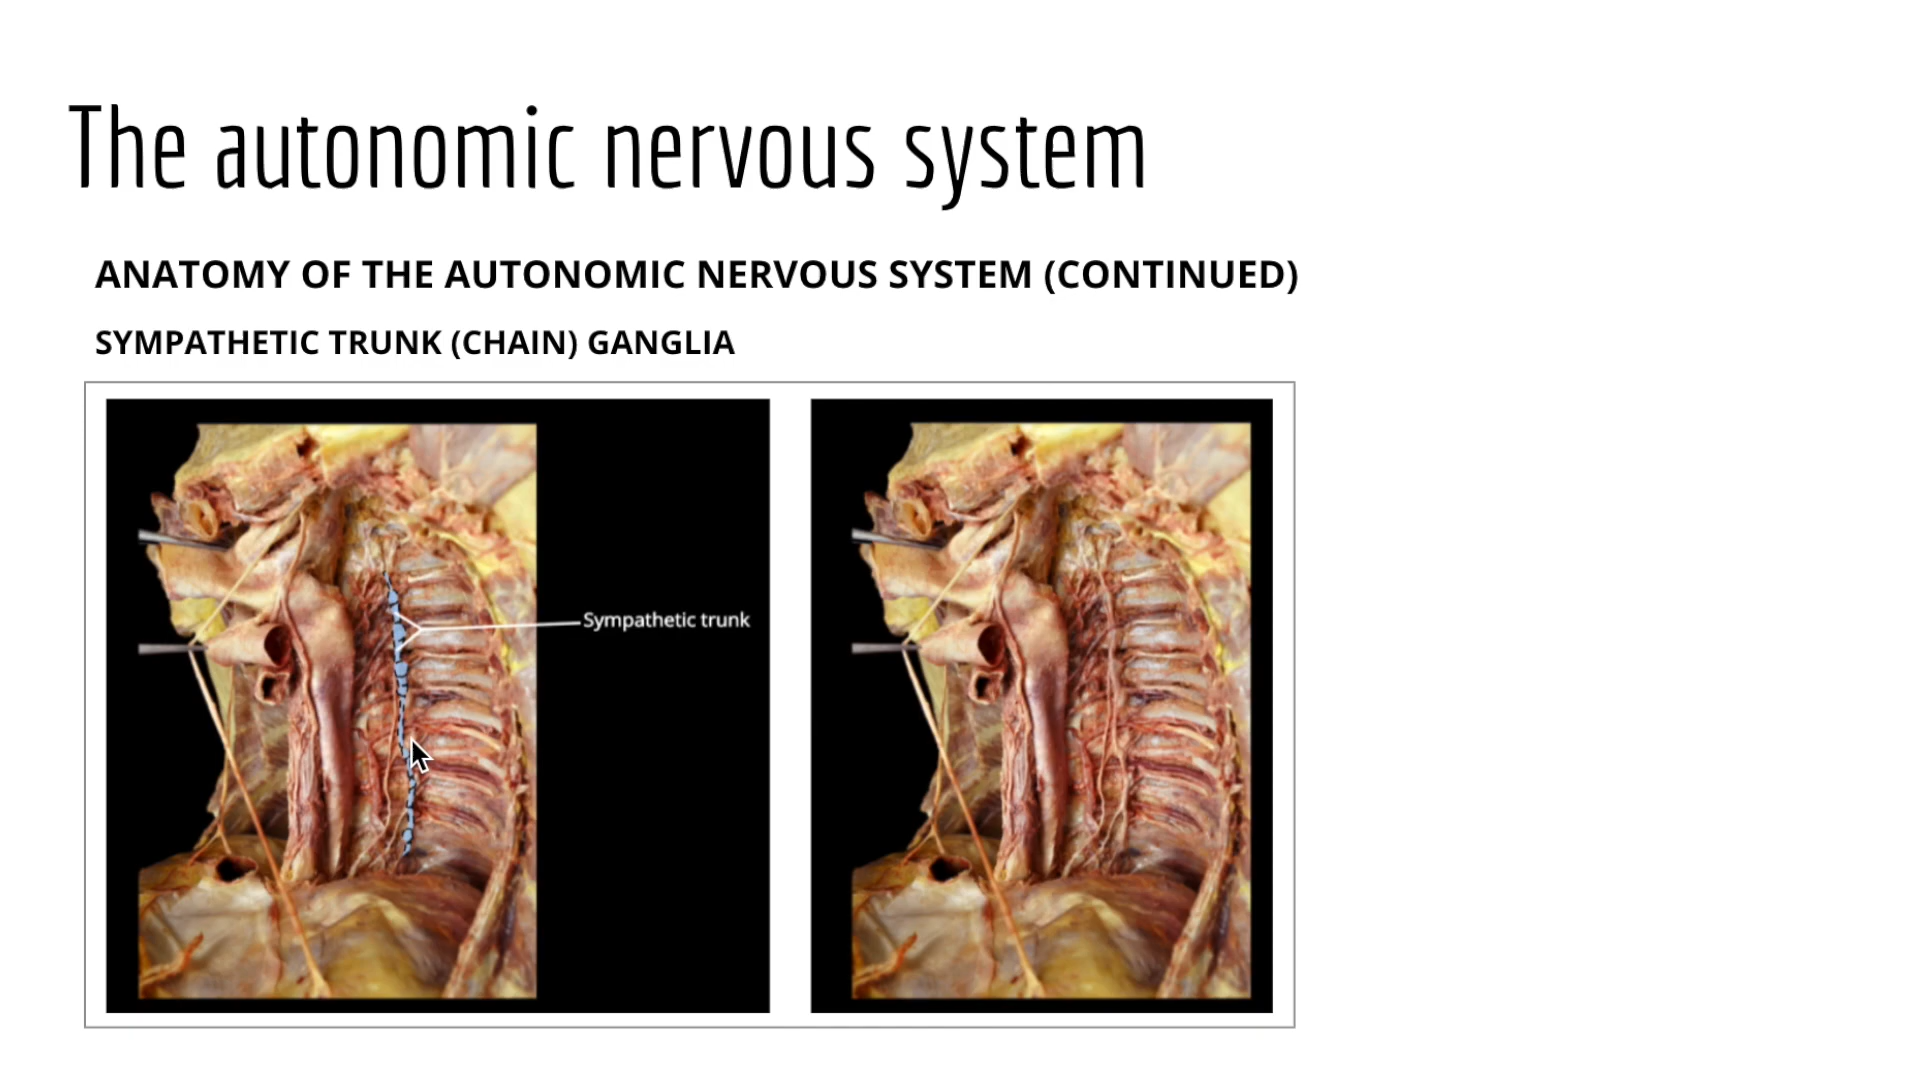 The autonomic nervous system
ANATOMY OF THE AUTONOMIC NERVOUS SYSTEM (CONTINUED)
SYMPATHETIC TRUNK (CHAIN) GANGLIA
Sympathetic trunk